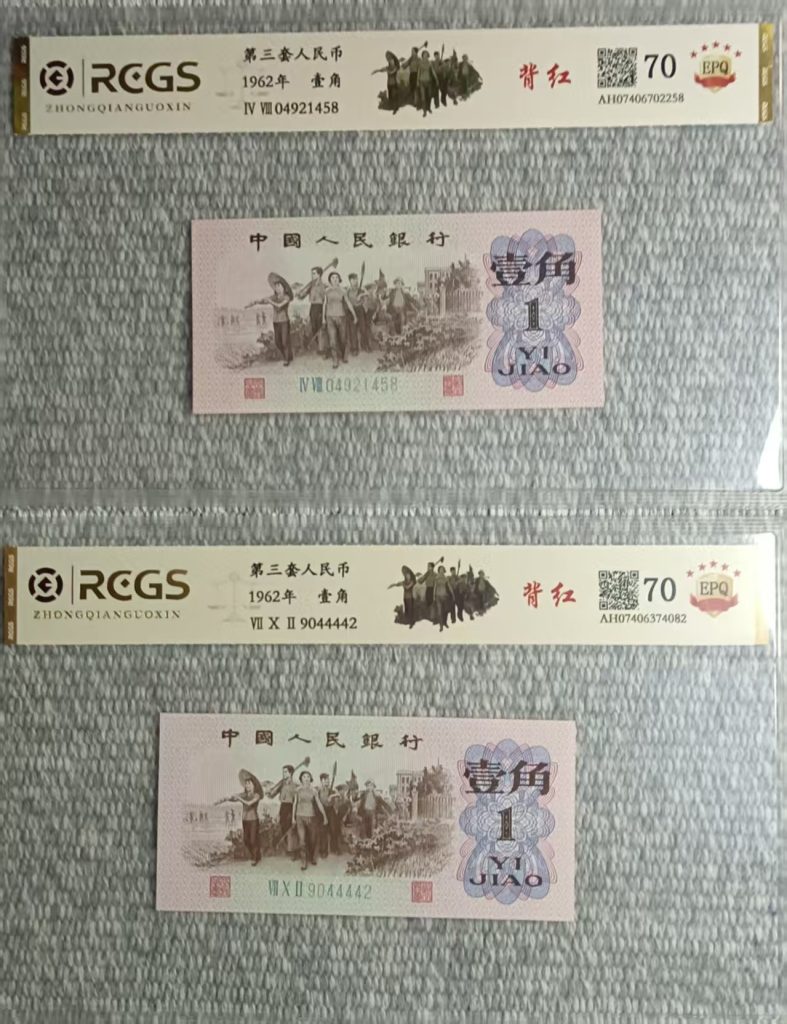 RCGS
ZHONGQIANGUOXIN
第三套人民币
1962年 壹角
IV VIII 04921458
背红
70
EPQ
AH07406702258
中國人民銀行
壹角
1
YI
JIAO
IV VIII 04921458
RCGS
ZHONGQIANGUOXIN
第三套人民币
1962年 壹角
VII X II 9044442
背红
70
EPQ
AH07406374082
中國人民銀行
壹角
1
YI
JIAO
VII X II 9044442